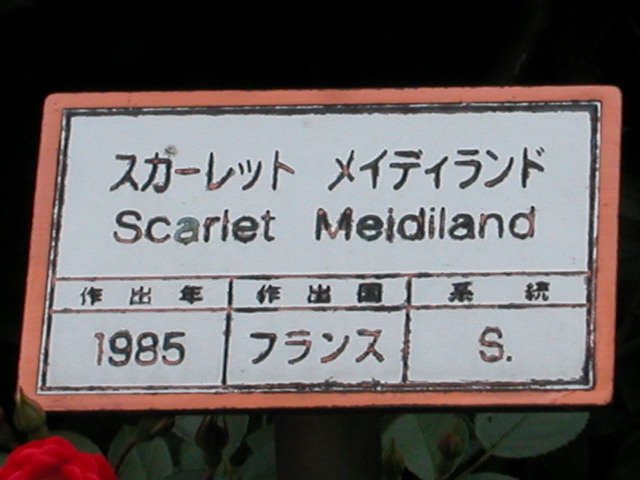 スカーレット メイディランド
Scarlet Meidiland
作出年 作出国 系統
1985 フランス S.